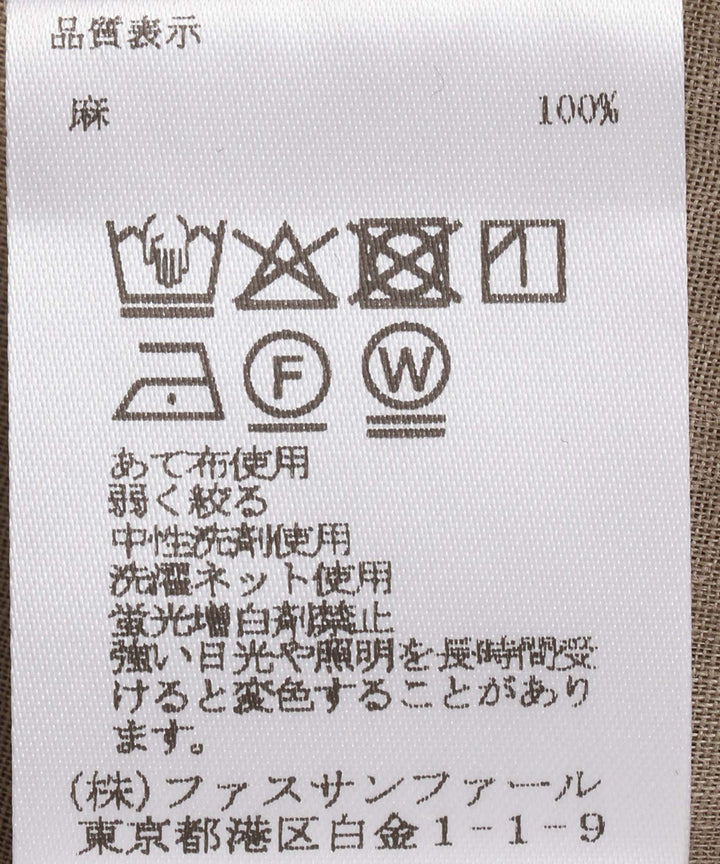 品質表示
麻 100%
F W
あて布使用
弱く絞る
中性洗剤使用
洗濯ネット使用
蛍光増白剤禁止
強い日光や照明を長時間受
けると変色することがあり
ます。
(株)ファスサンファール
東京都港区白金1-1-9